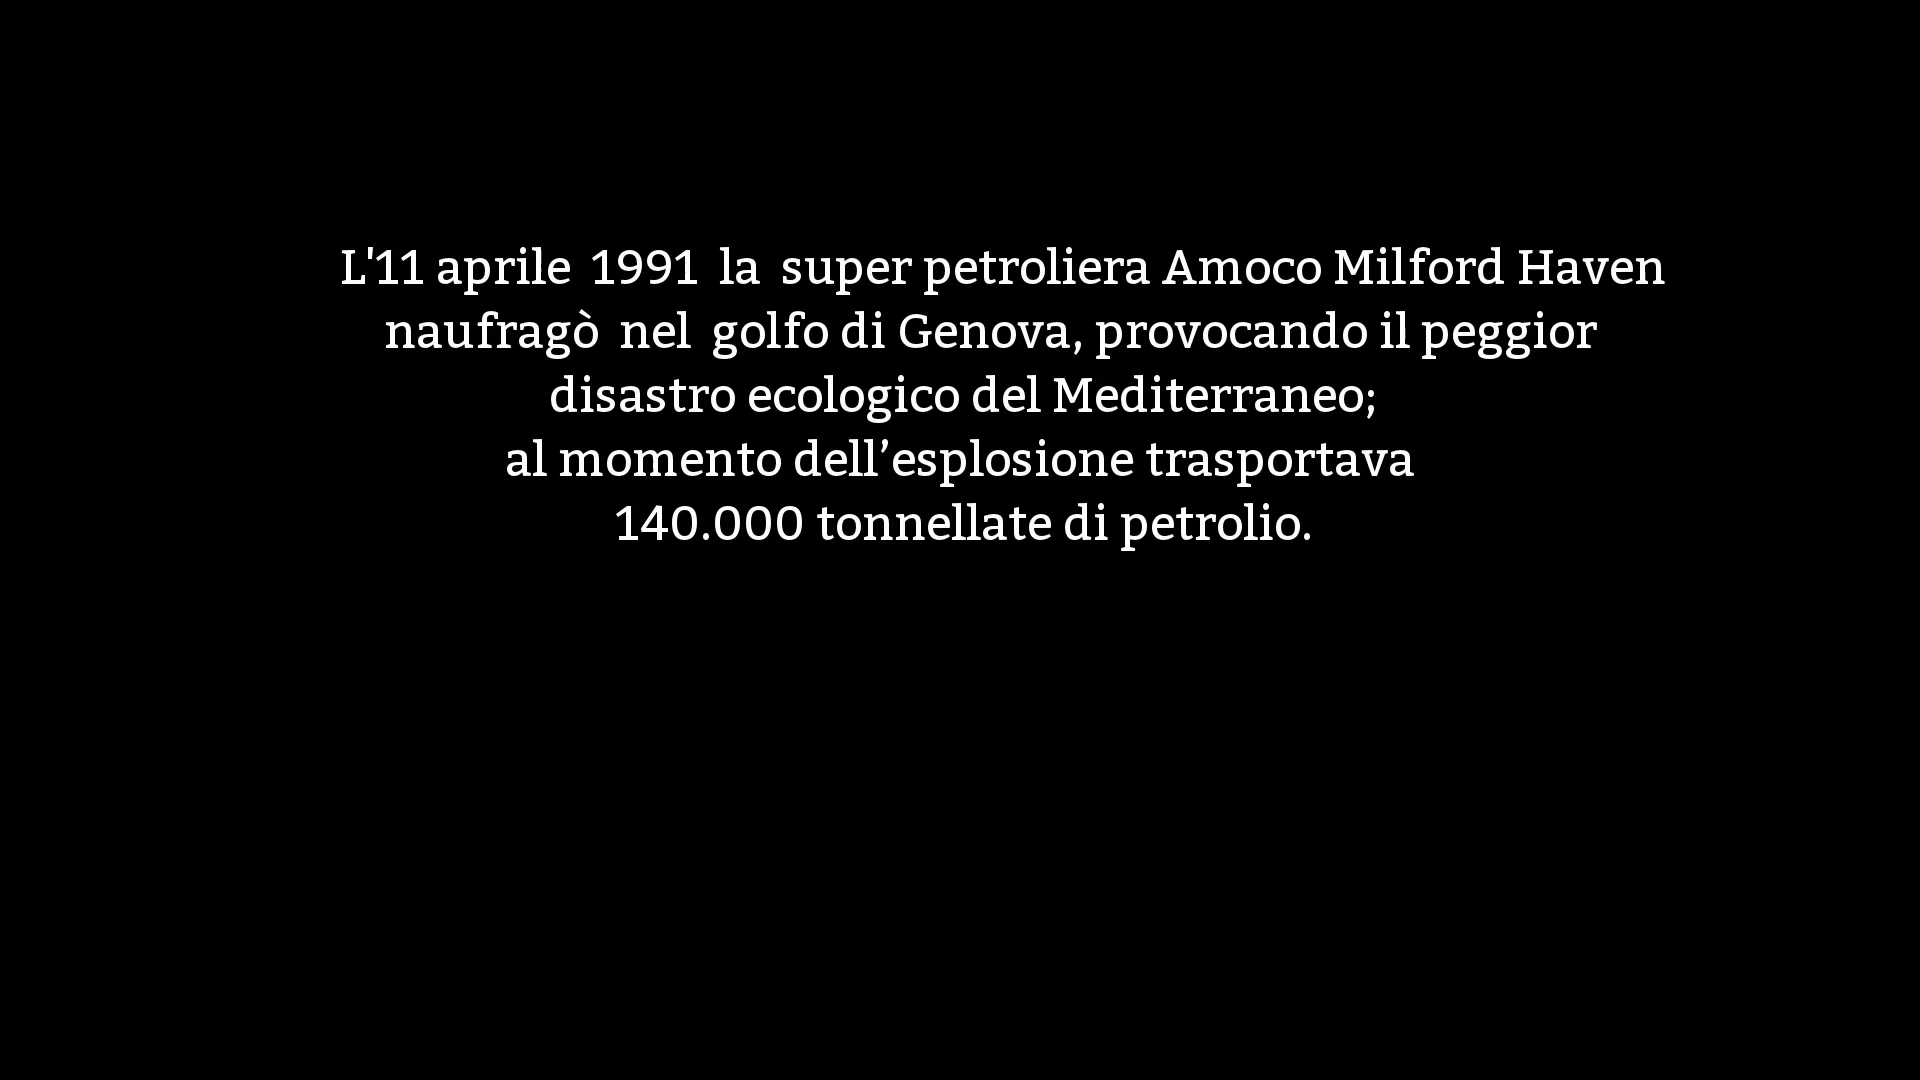 L'11 aprile 1991 la super petroliera Amoco Milford Haven
naufragò nel golfo di Genova, provocando il peggior
disastro ecologico del Mediterraneo;
al momento dell’esplosione trasportava
140.000 tonnellate di petrolio.